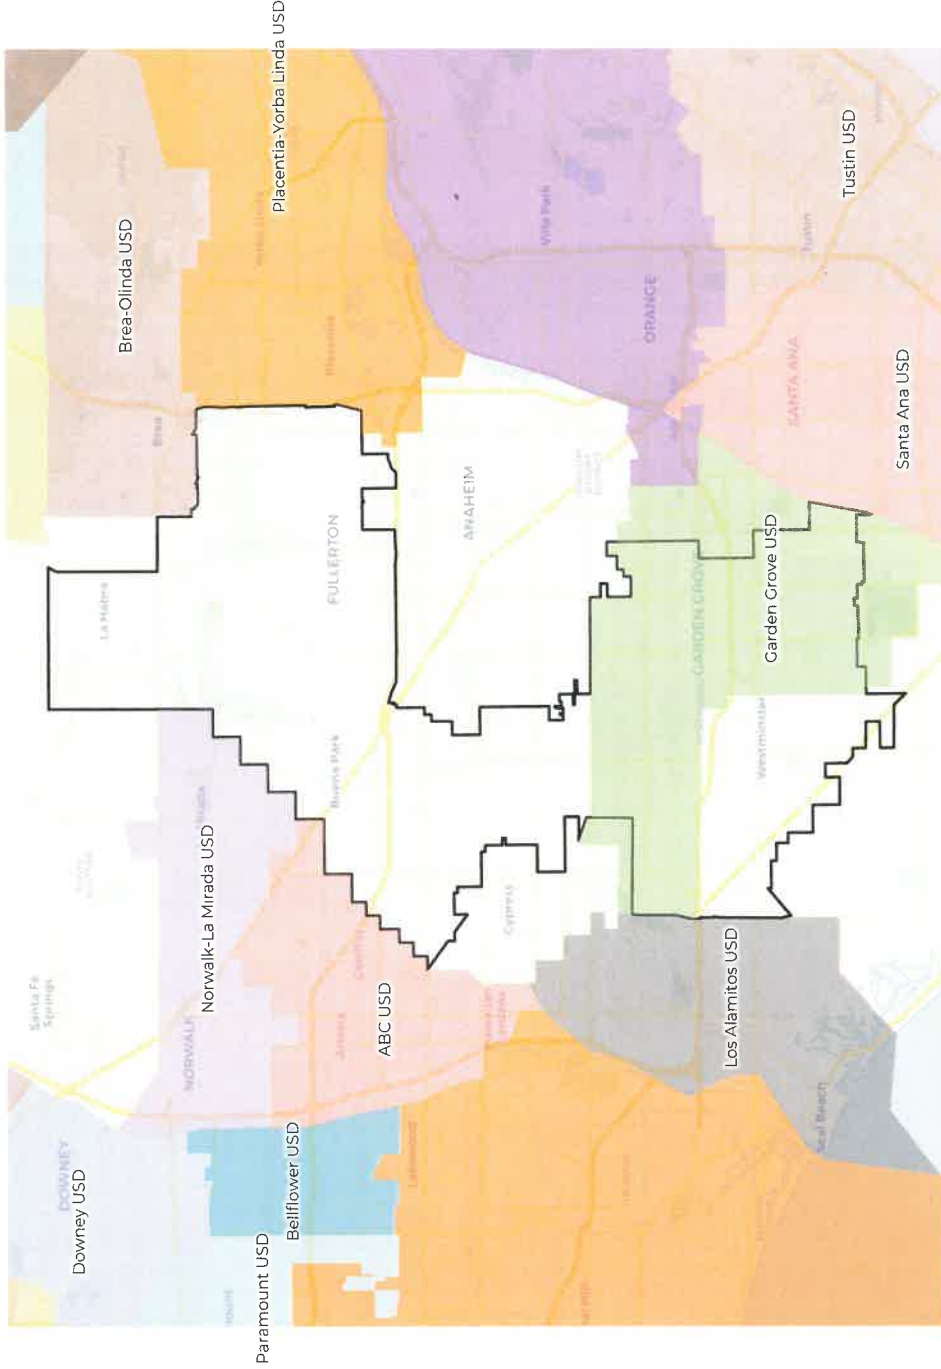 Placentia-Yorba Linda USD
Brea-Olinda USD
Tustin USD
Santa Ana USD
Garden Grove USD
Norwalk-La Mirada USD
ABC USD
Los Alamitos USD
Bellflower USD
Downey USD
Paramount USD
DOWNEY
Santa Fe
Springs
NORWALK
La Habra
Brea
FULLERTON
Buena Park
ANAHEIM
Cypress
Villa Park
ORANGE
GARDEN GROVE
Westminster
SANTA ANA
Tustin
Seal Beach
Lakewood
Artesia
Yorba Linda
Placentia